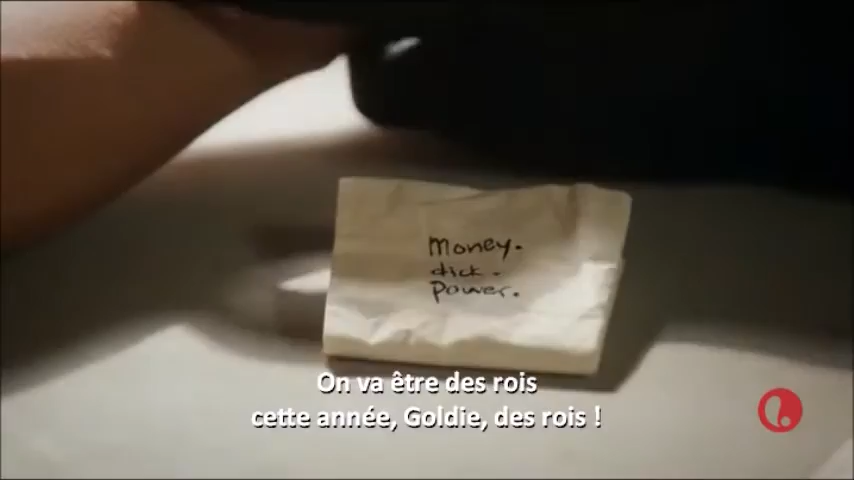 Money.
dick.
Power.
On va être des rois
cette année, Goldie, des rois !